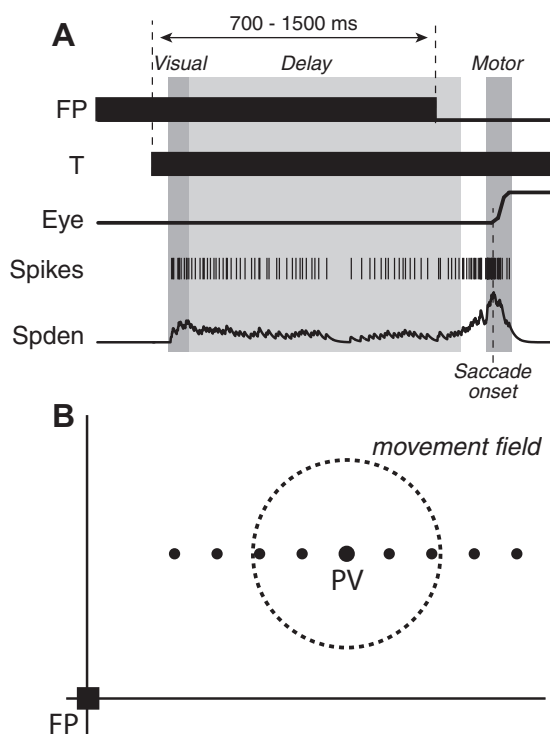 A
700 - 1500 ms
Visual
Delay
Motor
FP
T
Eye
Spikes
Spden
Saccade
onset
B
movement field
PV
FP